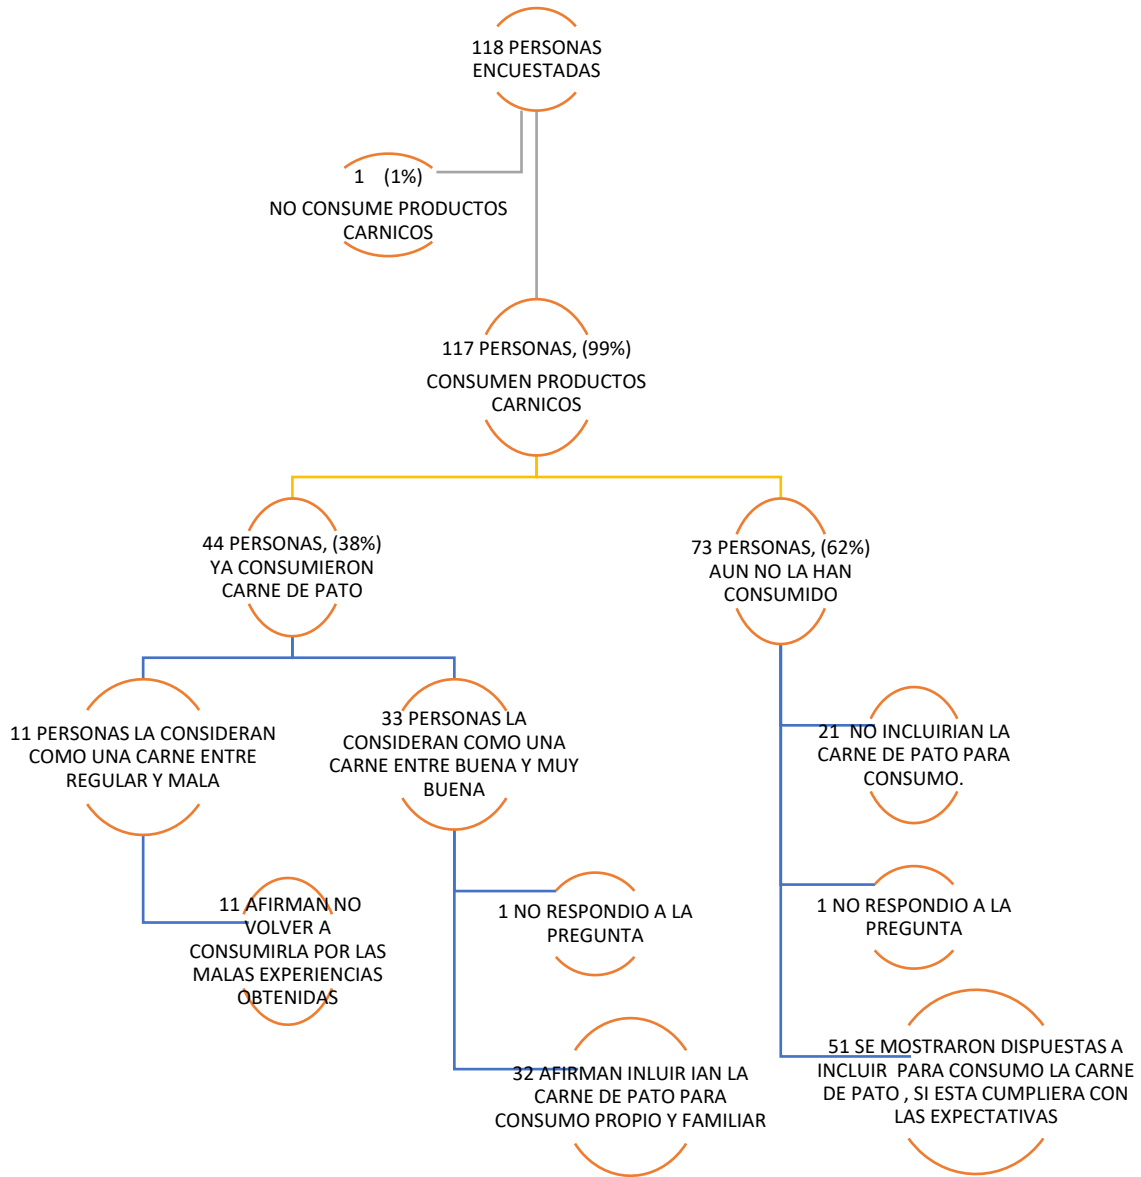 118 PERSONAS
ENCUESTADAS
1 (1%)
NO CONSUME PRODUCTOS
CARNICOS
117 PERSONAS, (99%)
CONSUMEN PRODUCTOS
CARNICOS
44 PERSONAS, (38%)
YA CONSUMIERON
CARNE DE PATO
73 PERSONAS, (62%)
AUN NO LA HAN
CONSUMIDO
11 PERSONAS LA CONSIDERAN
COMO UNA CARNE ENTRE
REGULAR Y MALA
33 PERSONAS LA
CONSIDERAN COMO UNA
CARNE ENTRE BUENA Y MUY
BUENA
21 NO INCLUIRIAN LA
CARNE DE PATO PARA
CONSUMO.
11 AFIRMAN NO
VOLVER A
CONSUMIRLA POR LAS
MALAS EXPERIENCIAS
OBTENIDAS
1 NO RESPONDIO A LA
PREGUNTA
1 NO RESPONDIO A LA
PREGUNTA
32 AFIRMAN INLUIR IAN LA
CARNE DE PATO PARA
CONSUMO PROPIO Y FAMILIAR
51 SE MOSTRARON DISPUESTAS A
INCLUIR PARA CONSUMO LA CARNE
DE PATO , SI ESTA CUMPLIERA CON
LAS EXPECTATIVAS